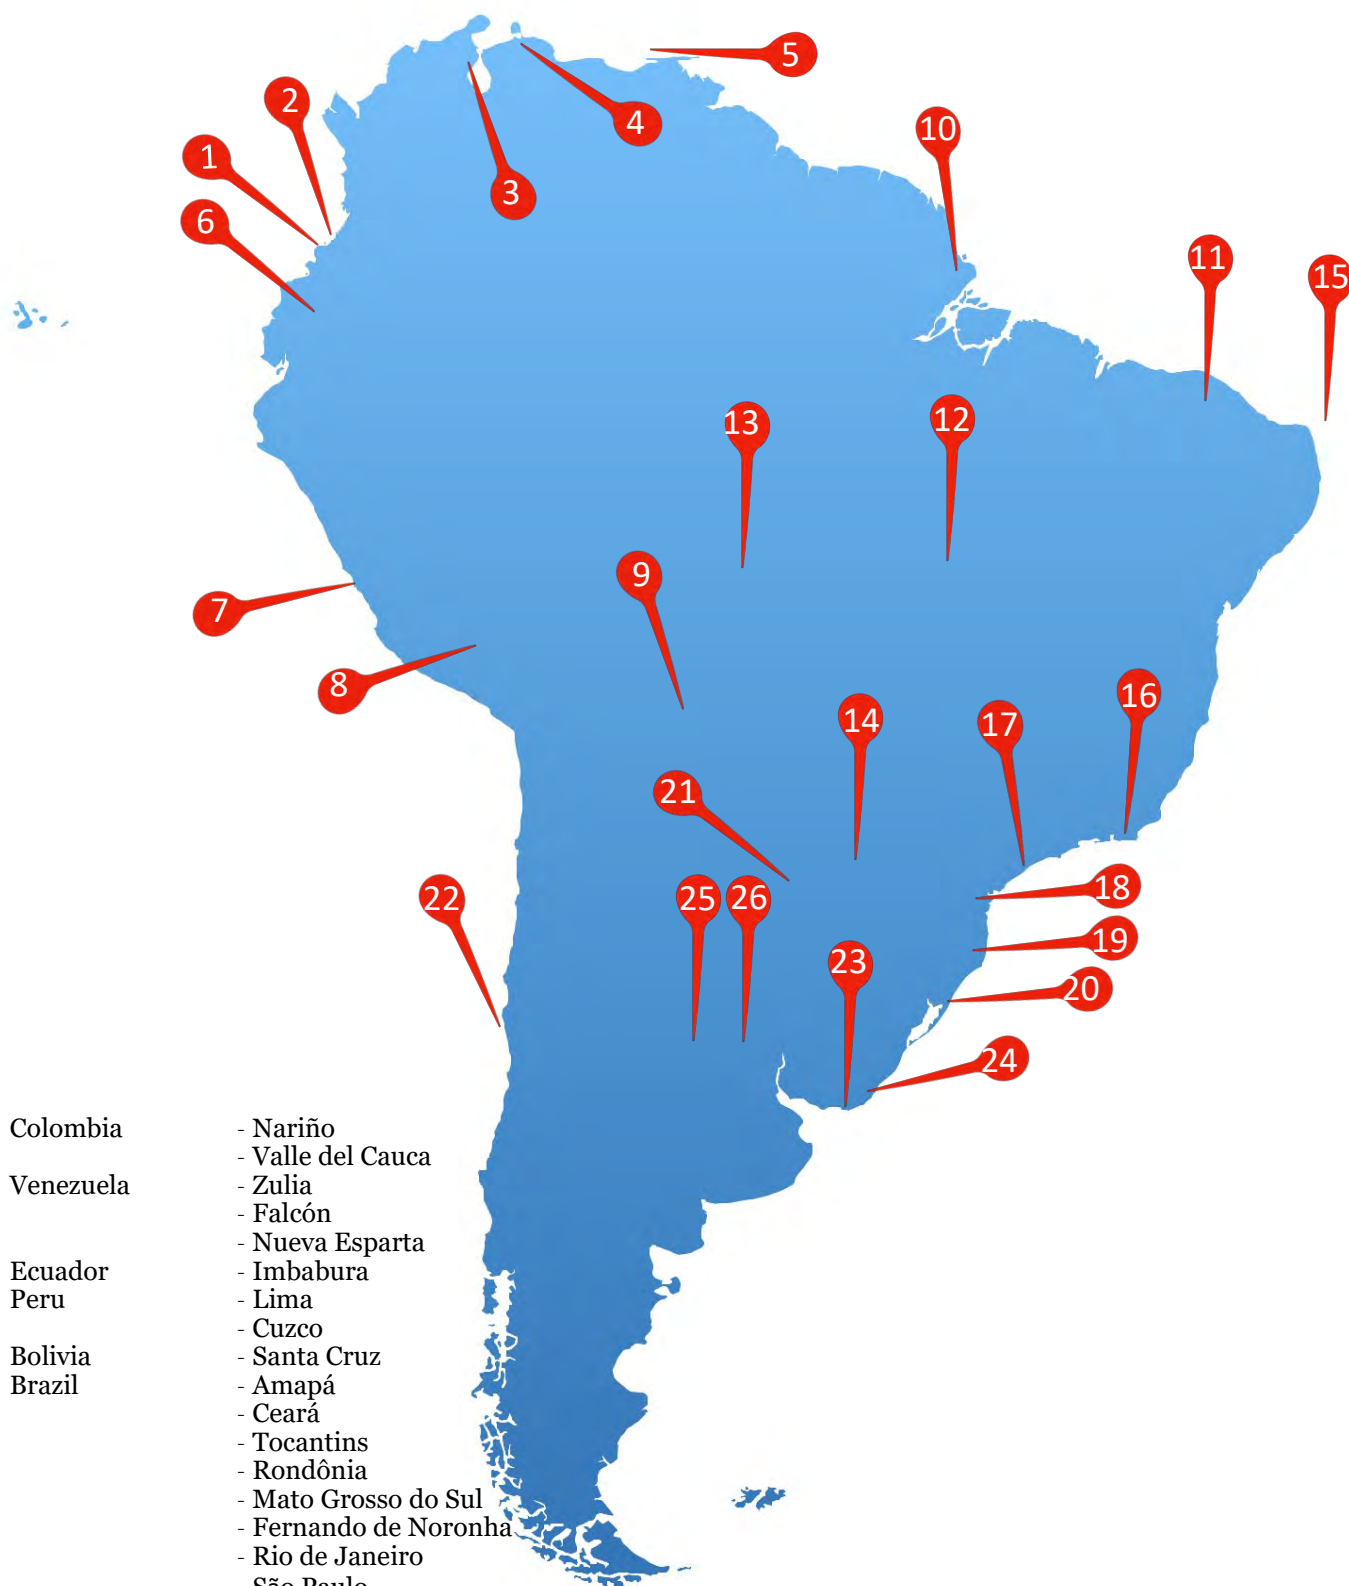 5
2
4
10
1
3
6
11
15
13
12
9
7
8
16
14
17
21
18
22
25
26
19
23
20
24
Colombia - Nariño
- Valle del Cauca
Venezuela - Zulia
- Falcón
- Nueva Esparta
Ecuador - Imbabura
Peru - Lima
- Cuzco
Bolivia - Santa Cruz
Brazil - Amapá
- Ceará
- Tocantins
- Rondônia
- Mato Grosso do Sul
- Fernando de Noronha
- Rio de Janeiro
- São Paulo